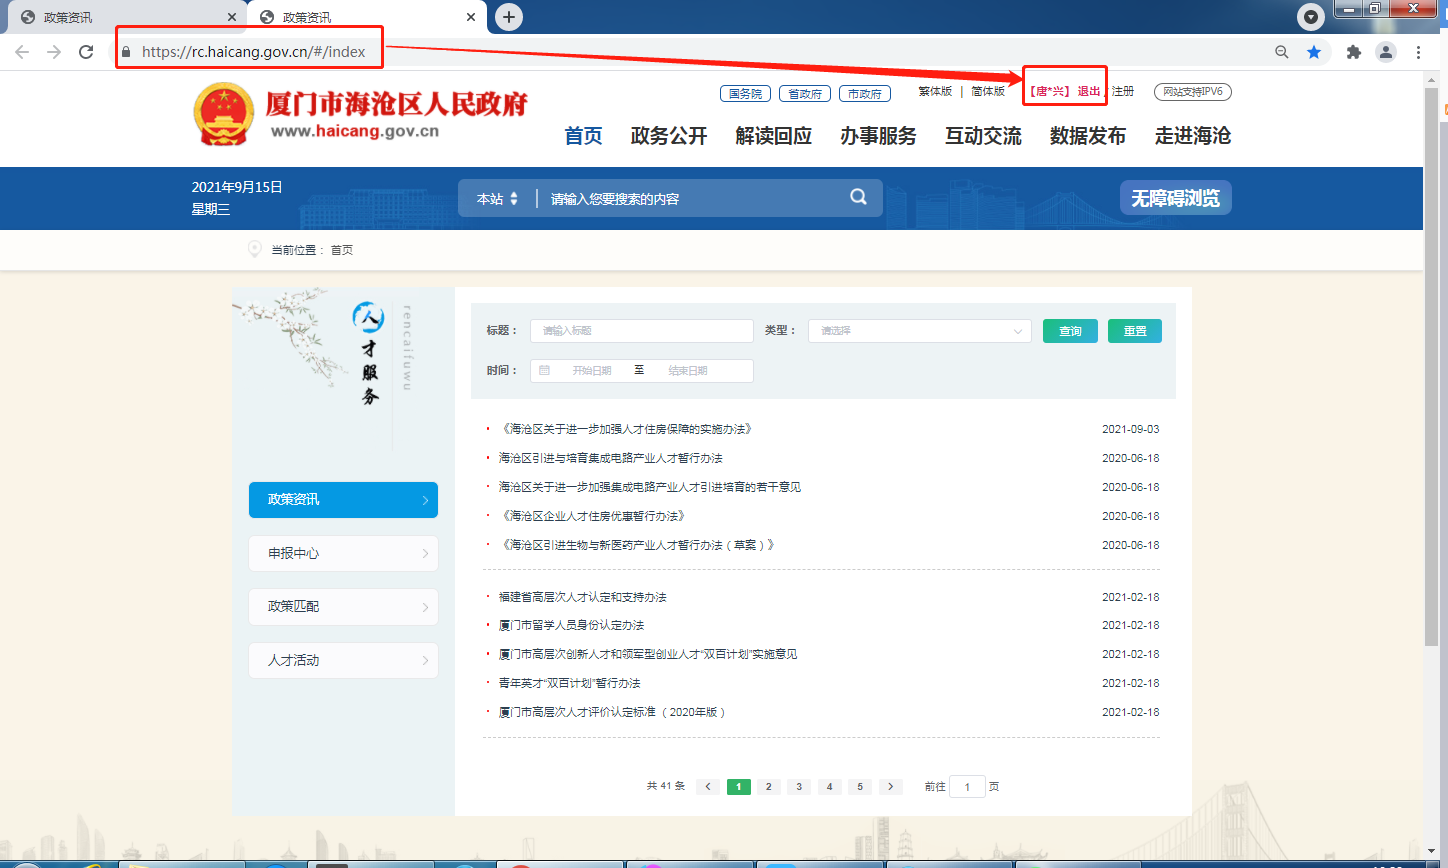 政策资讯
政策资讯
https://rc.haicang.gov.cn/#/index
厦门市海沧区人民政府
www.haicang.gov.cn
国务院 省政府 市政府 繁体版 | 简体版 【唐*兴】 退出 / 注册 网站支持IPV6
首页 政务公开 解读回应 办事服务 互动交流 数据发布 走进海沧
2021年9月15日
星期三
本站 请输入您要搜索的内容
无障碍浏览
当前位置： 首页
人才服务
rencaifuwu
政策资讯
申报中心
政策匹配
人才活动
标题： 请输入标题 类型： 请选择 查询 重置
时间： 开始日期 至 结束日期
《海沧区关于进一步加强人才住房保障的实施办法》 2021-09-03
海沧区引进与培育集成电路产业人才暂行办法 2020-06-18
海沧区关于进一步加强集成电路产业人才引进培育的若干意见 2020-06-18
《海沧区企业人才住房优惠暂行办法》 2020-06-18
《海沧区引进生物与新医药产业人才暂行办法（草案）》 2020-06-18
福建省高层次人才认定和支持办法 2021-02-18
厦门市留学人员身份认定办法 2021-02-18
厦门市高层次创新人才和领军型创业人才“双百计划”实施意见 2021-02-18
青年英才“双百计划”暂行办法 2021-02-18
厦门市高层次人才评价认定标准 （2020年版） 2021-02-18
共 41 条 1 2 3 4 5 前往 1 页